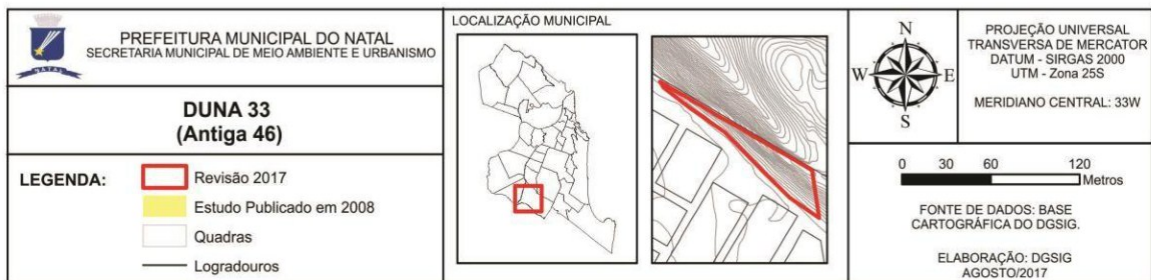 NATAL
PREFEITURA MUNICIPAL DO NATAL
SECRETARIA MUNICIPAL DE MEIO AMBIENTE E URBANISMO
DUNA 33
(Antiga 46)
LEGENDA:
Revisão 2017
Estudo Publicado em 2008
Quadras
Logradouros
LOCALIZAÇÃO MUNICIPAL
N
W E
S
PROJEÇÃO UNIVERSAL
TRANSVERSA DE MERCATOR
DATUM - SIRGAS 2000
UTM - Zona 25S
MERIDIANO CENTRAL: 33W
0 30 60 120
Metros
FONTE DE DADOS: BASE
CARTOGRÁFICA DO DGSIG.
ELABORAÇÃO: DGSIG
AGOSTO/2017